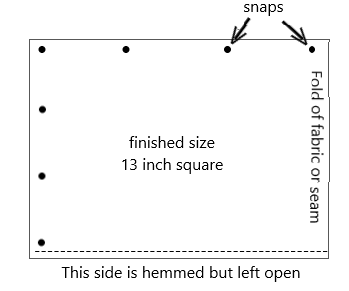 snaps
finished size
13 inch square
Fold of fabric or seam
This side is hemmed but left open